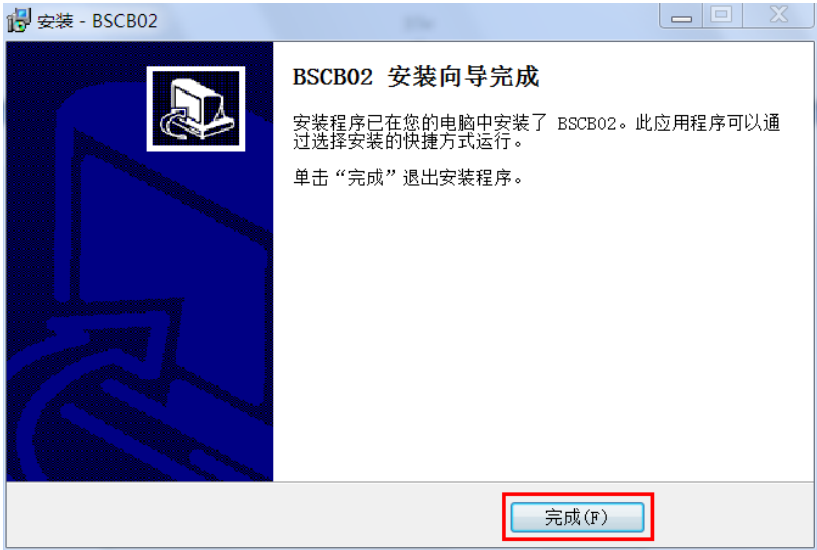 安装 - BSCB02
BSCB02 安装向导完成
安装程序已在您的电脑中安装了 BSCB02。此应用程序可以通
过选择安装的快捷方式运行。
单击“完成”退出安装程序。
完成(F)